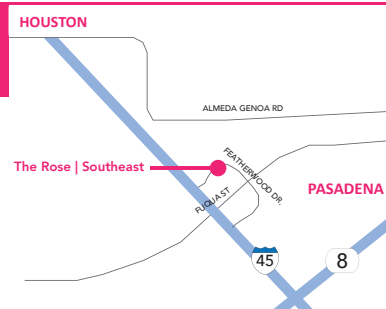 HOUSTON
ALMEDA GENOA RD
The Rose | Southeast
FEATHERWOOD DR.
PASADENA
FUQUA ST
45
8